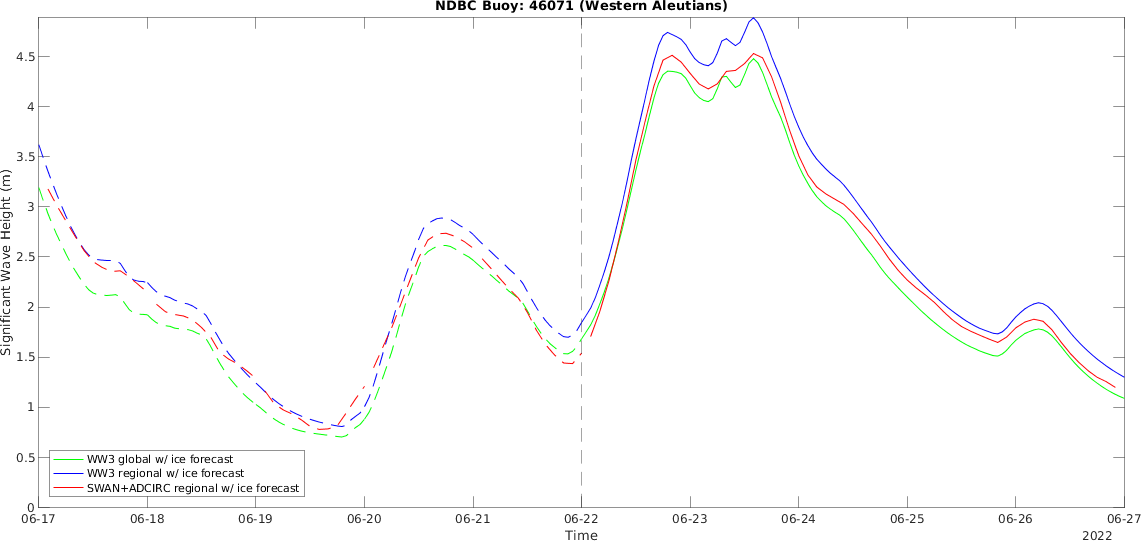 NDBC Buoy: 46071 (Western Aleutians)
Significant Wave Height (m)
4.5
4
3.5
3
2.5
2
1.5
1
0.5
0
WW3 global w/ ice forecast
WW3 regional w/ ice forecast
SWAN+ADCIRC regional w/ ice forecast
06-17 06-18 06-19 06-20 06-21 06-22 06-23 06-24 06-25 06-26 06-27
Time
2022